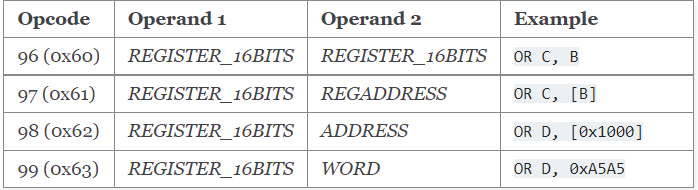 Opcode Operand 1 Operand 2 Example
96 (0x60) REGISTER_16BITS REGISTER_16BITS OR C, B
97 (0x61) REGISTER_16BITS REGADDRESS OR C, [B]
98 (0x62) REGISTER_16BITS ADDRESS OR D, [0x1000]
99 (0x63) REGISTER_16BITS WORD OR D, 0xA5A5